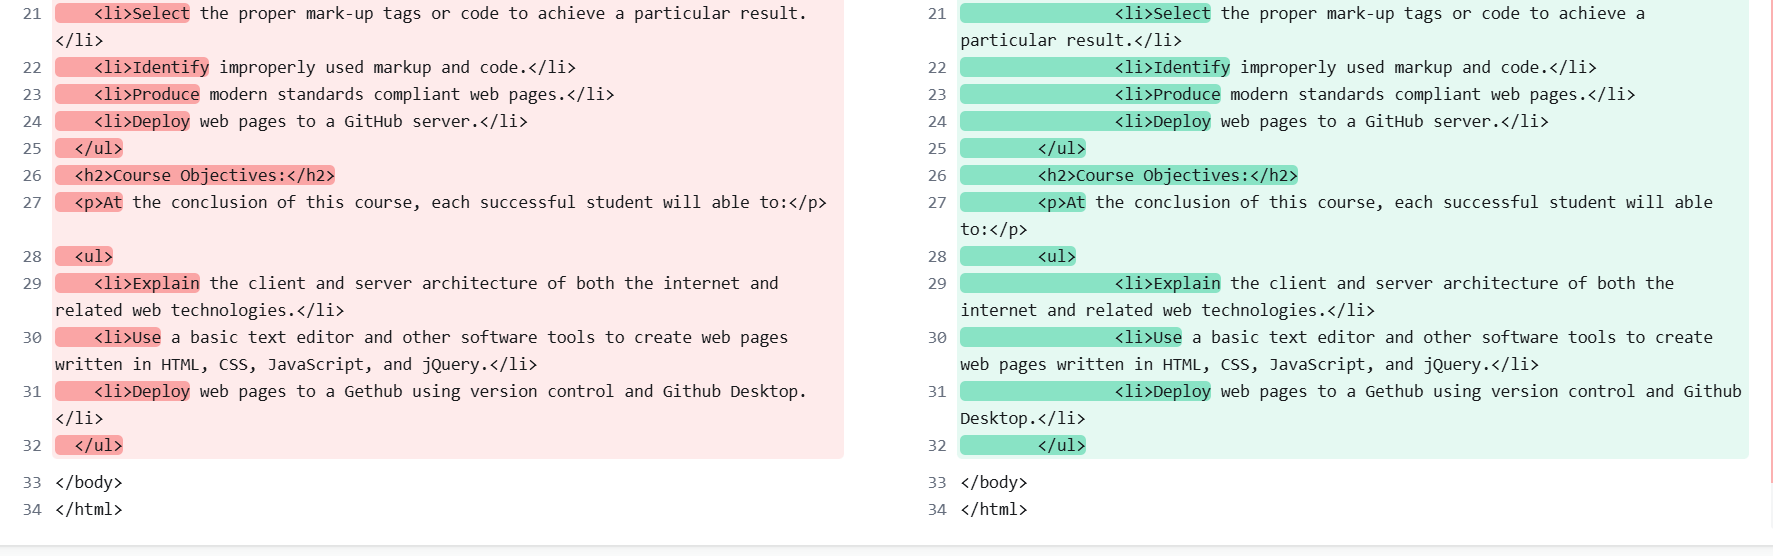 21     <li>Select the proper mark-up tags or code to achieve a particular result.
</li>
22     <li>Identify improperly used markup and code.</li>
23     <li>Produce modern standards compliant web pages.</li>
24     <li>Deploy web pages to a GitHub server.</li>
25   </ul>
26   <h2>Course Objectives:</h2>
27   <p>At the conclusion of this course, each successful student will able to:</p>
28   <ul>
29     <li>Explain the client and server architecture of both the internet and
related web technologies.</li>
30     <li>Use a basic text editor and other software tools to create web pages
written in HTML, CSS, JavaScript, and jQuery.</li>
31     <li>Deploy web pages to a Gethub using version control and Github Desktop.
</li>
32   </ul>
33 </body>
34 </html>
21                 <li>Select the proper mark-up tags or code to achieve a
particular result.</li>
22                 <li>Identify improperly used markup and code.</li>
23                 <li>Produce modern standards compliant web pages.</li>
24                 <li>Deploy web pages to a GitHub server.</li>
25         </ul>
26         <h2>Course Objectives:</h2>
27         <p>At the conclusion of this course, each successful student will able
to:</p>
28         <ul>
29                 <li>Explain the client and server architecture of both the
internet and related web technologies.</li>
30                 <li>Use a basic text editor and other software tools to create
web pages written in HTML, CSS, JavaScript, and jQuery.</li>
31                 <li>Deploy web pages to a Gethub using version control and Github
Desktop.</li>
32         </ul>
33 </body>
34 </html>